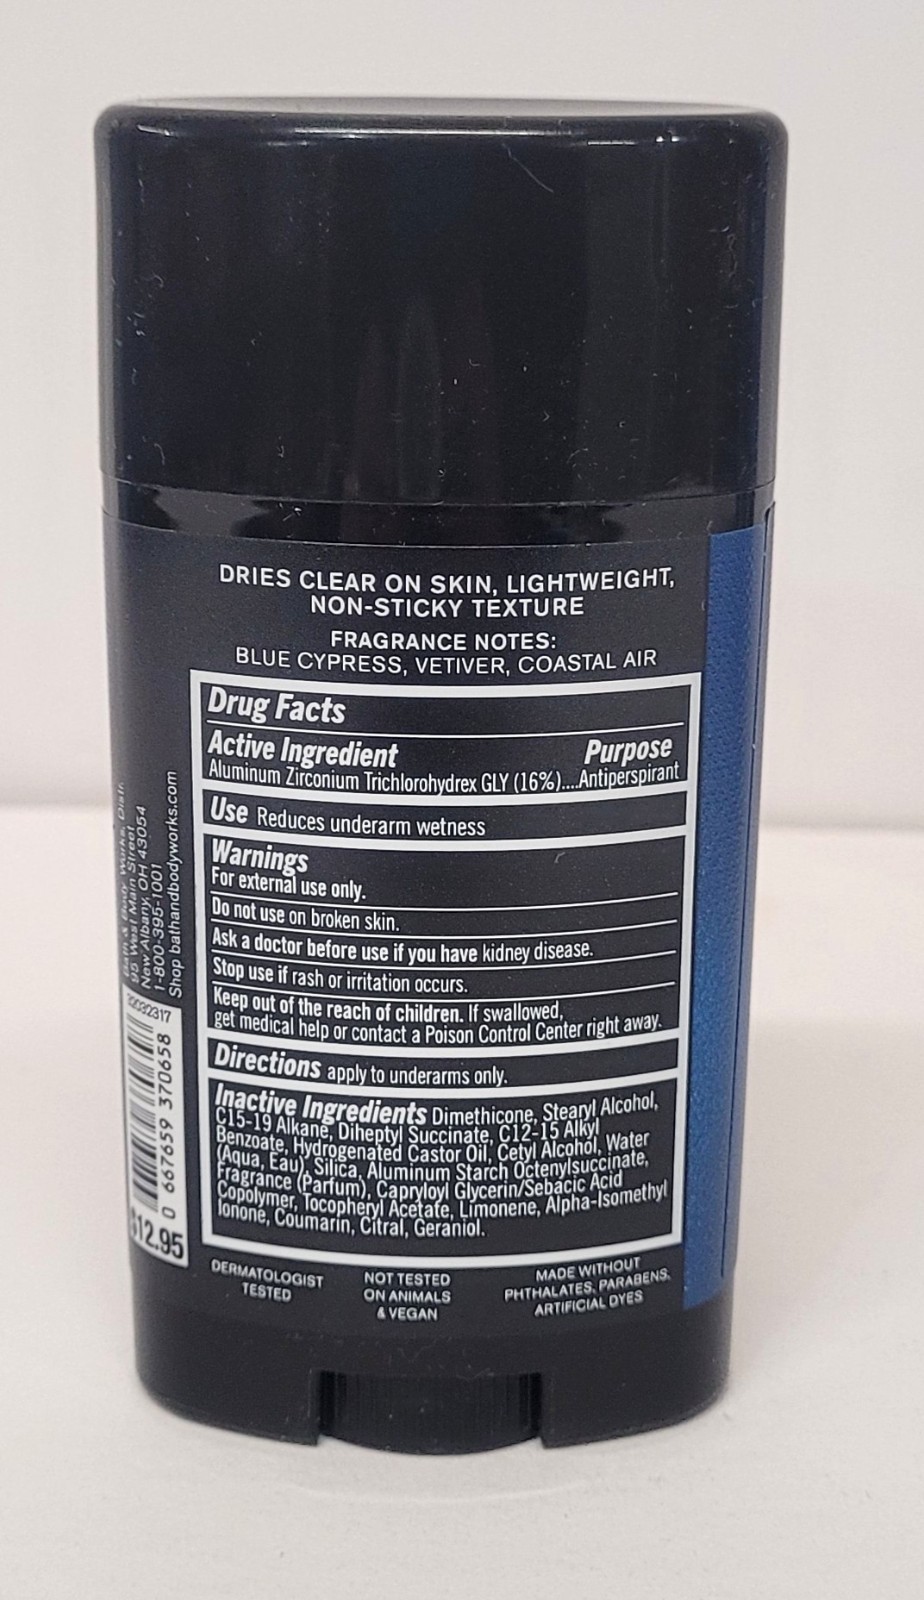 DRIES CLEAR ON SKIN, LIGHTWEIGHT,
NON-STICKY TEXTURE
FRAGRANCE NOTES:
BLUE CYPRESS, VETIVER, COASTAL AIR
Drug Facts
Active Ingredient Purpose
Aluminum Zirconium Trichlorohydrex GLY (16%)....Antiperspirant
Use Reduces underarm wetness
Warnings
For external use only.
Do not use on broken skin.
Ask a doctor before use if you have kidney disease.
Stop use if rash or irritation occurs.
Keep out of the reach of children. If swallowed,
get medical help or contact a Poison Control Center right away.
Directions apply to underarms only.
Inactive Ingredients Dimethicone, Stearyl Alcohol,
C15-19 Alkane, Diheptyl Succinate, C12-15 Alkyl
Benzoate, Hydrogenated Castor Oil, Cetyl Alcohol, Water
(Aqua, Eau), Silica, Aluminum Starch Octenylsuccinate,
Fragrance (Parfum), Capryloyl Glycerin/Sebacic Acid
Copolymer, Tocopheryl Acetate, Limonene, Alpha-Isomethyl
Ionone, Coumarin, Citral, Geraniol.
DERMATOLOGIST
TESTED
NOT TESTED
ON ANIMALS
& VEGAN
MADE WITHOUT
PHTHALATES, PARABENS,
ARTIFICIAL DYES
Bath & Body Works, Distr.
95 West Main Street
New Albany, OH 43054
1-800-395-1001
Shop bathandbodyworks.com
0 667659 370658
$12.95